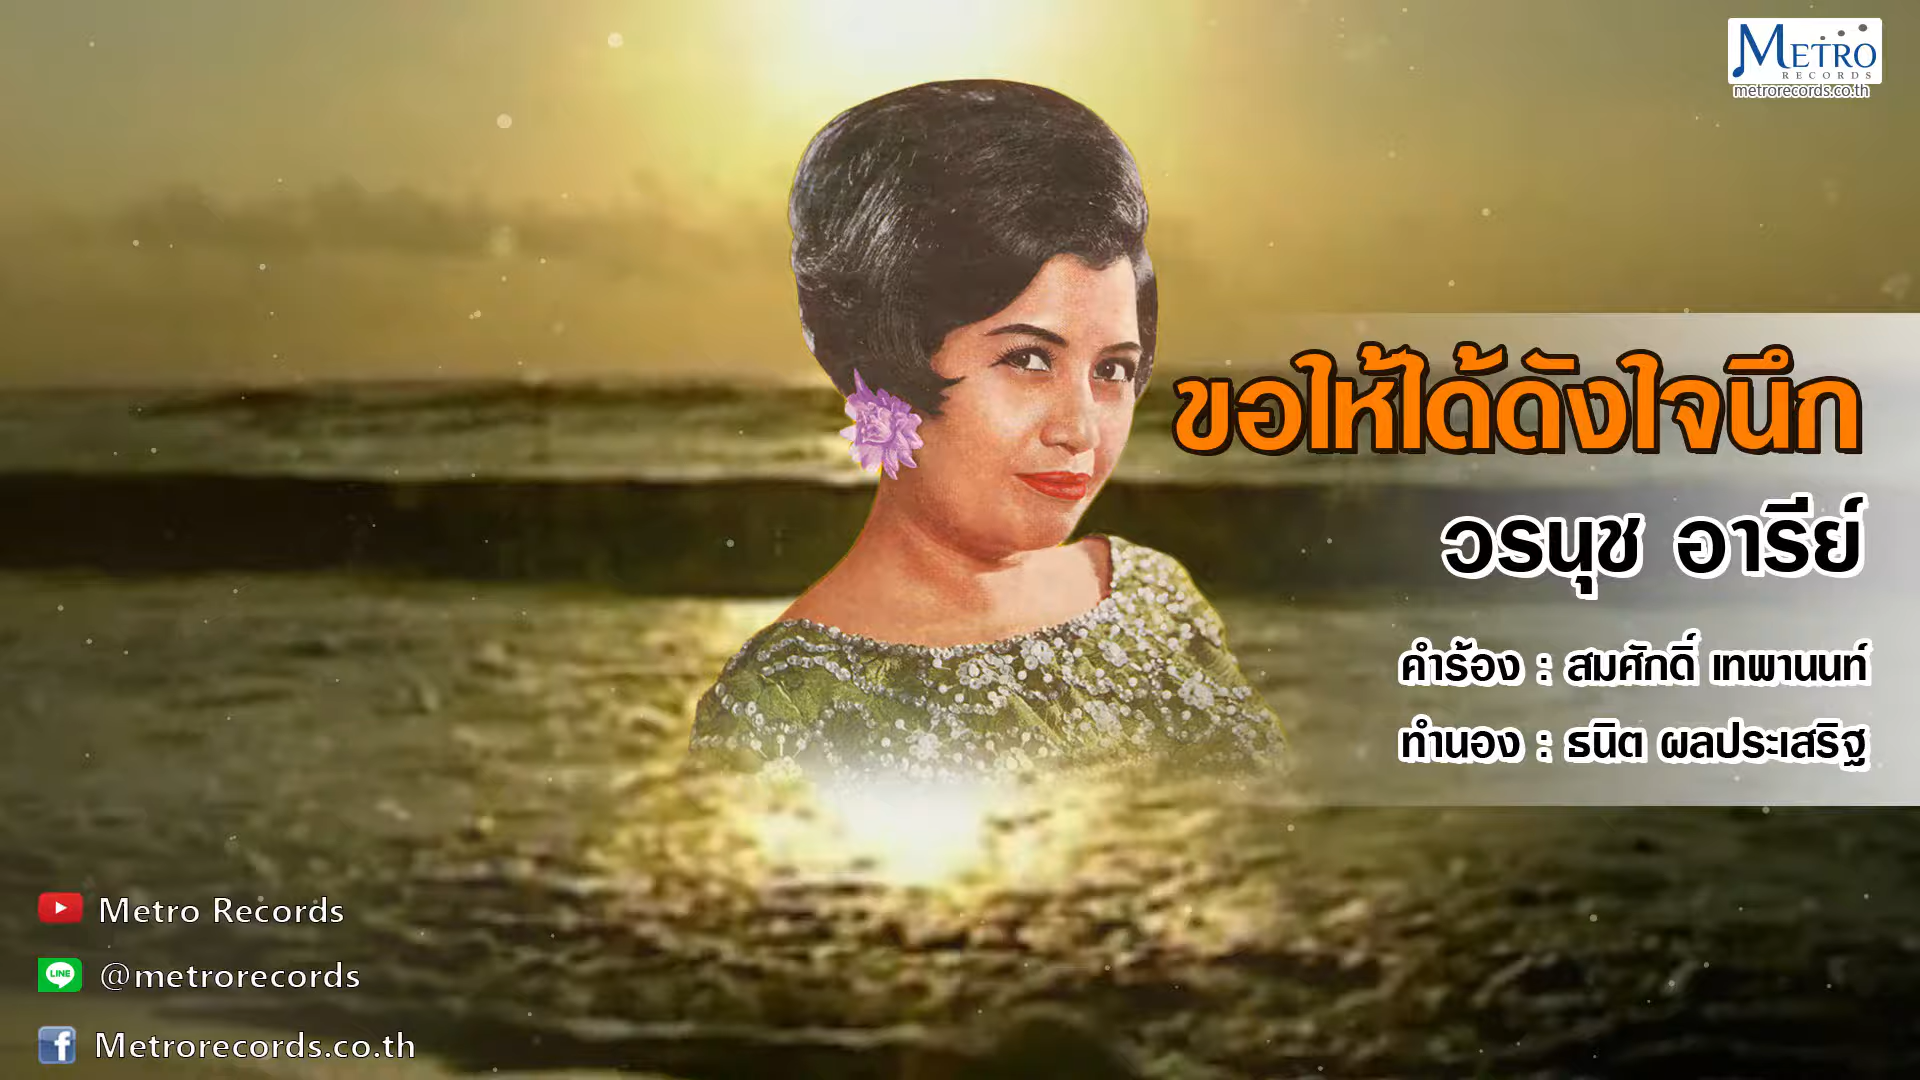 METRO
RECORDS
metrorecords.co.th
ขอให้ได้ดังใจนึก
วรนุช อารีย์
คำร้อง : สมศักดิ์ เทพานนท์
ทำนอง : ธนิต ผลประเสริฐ
Metro Records
LINE
@metrorecords
f
Metrorecords.co.th